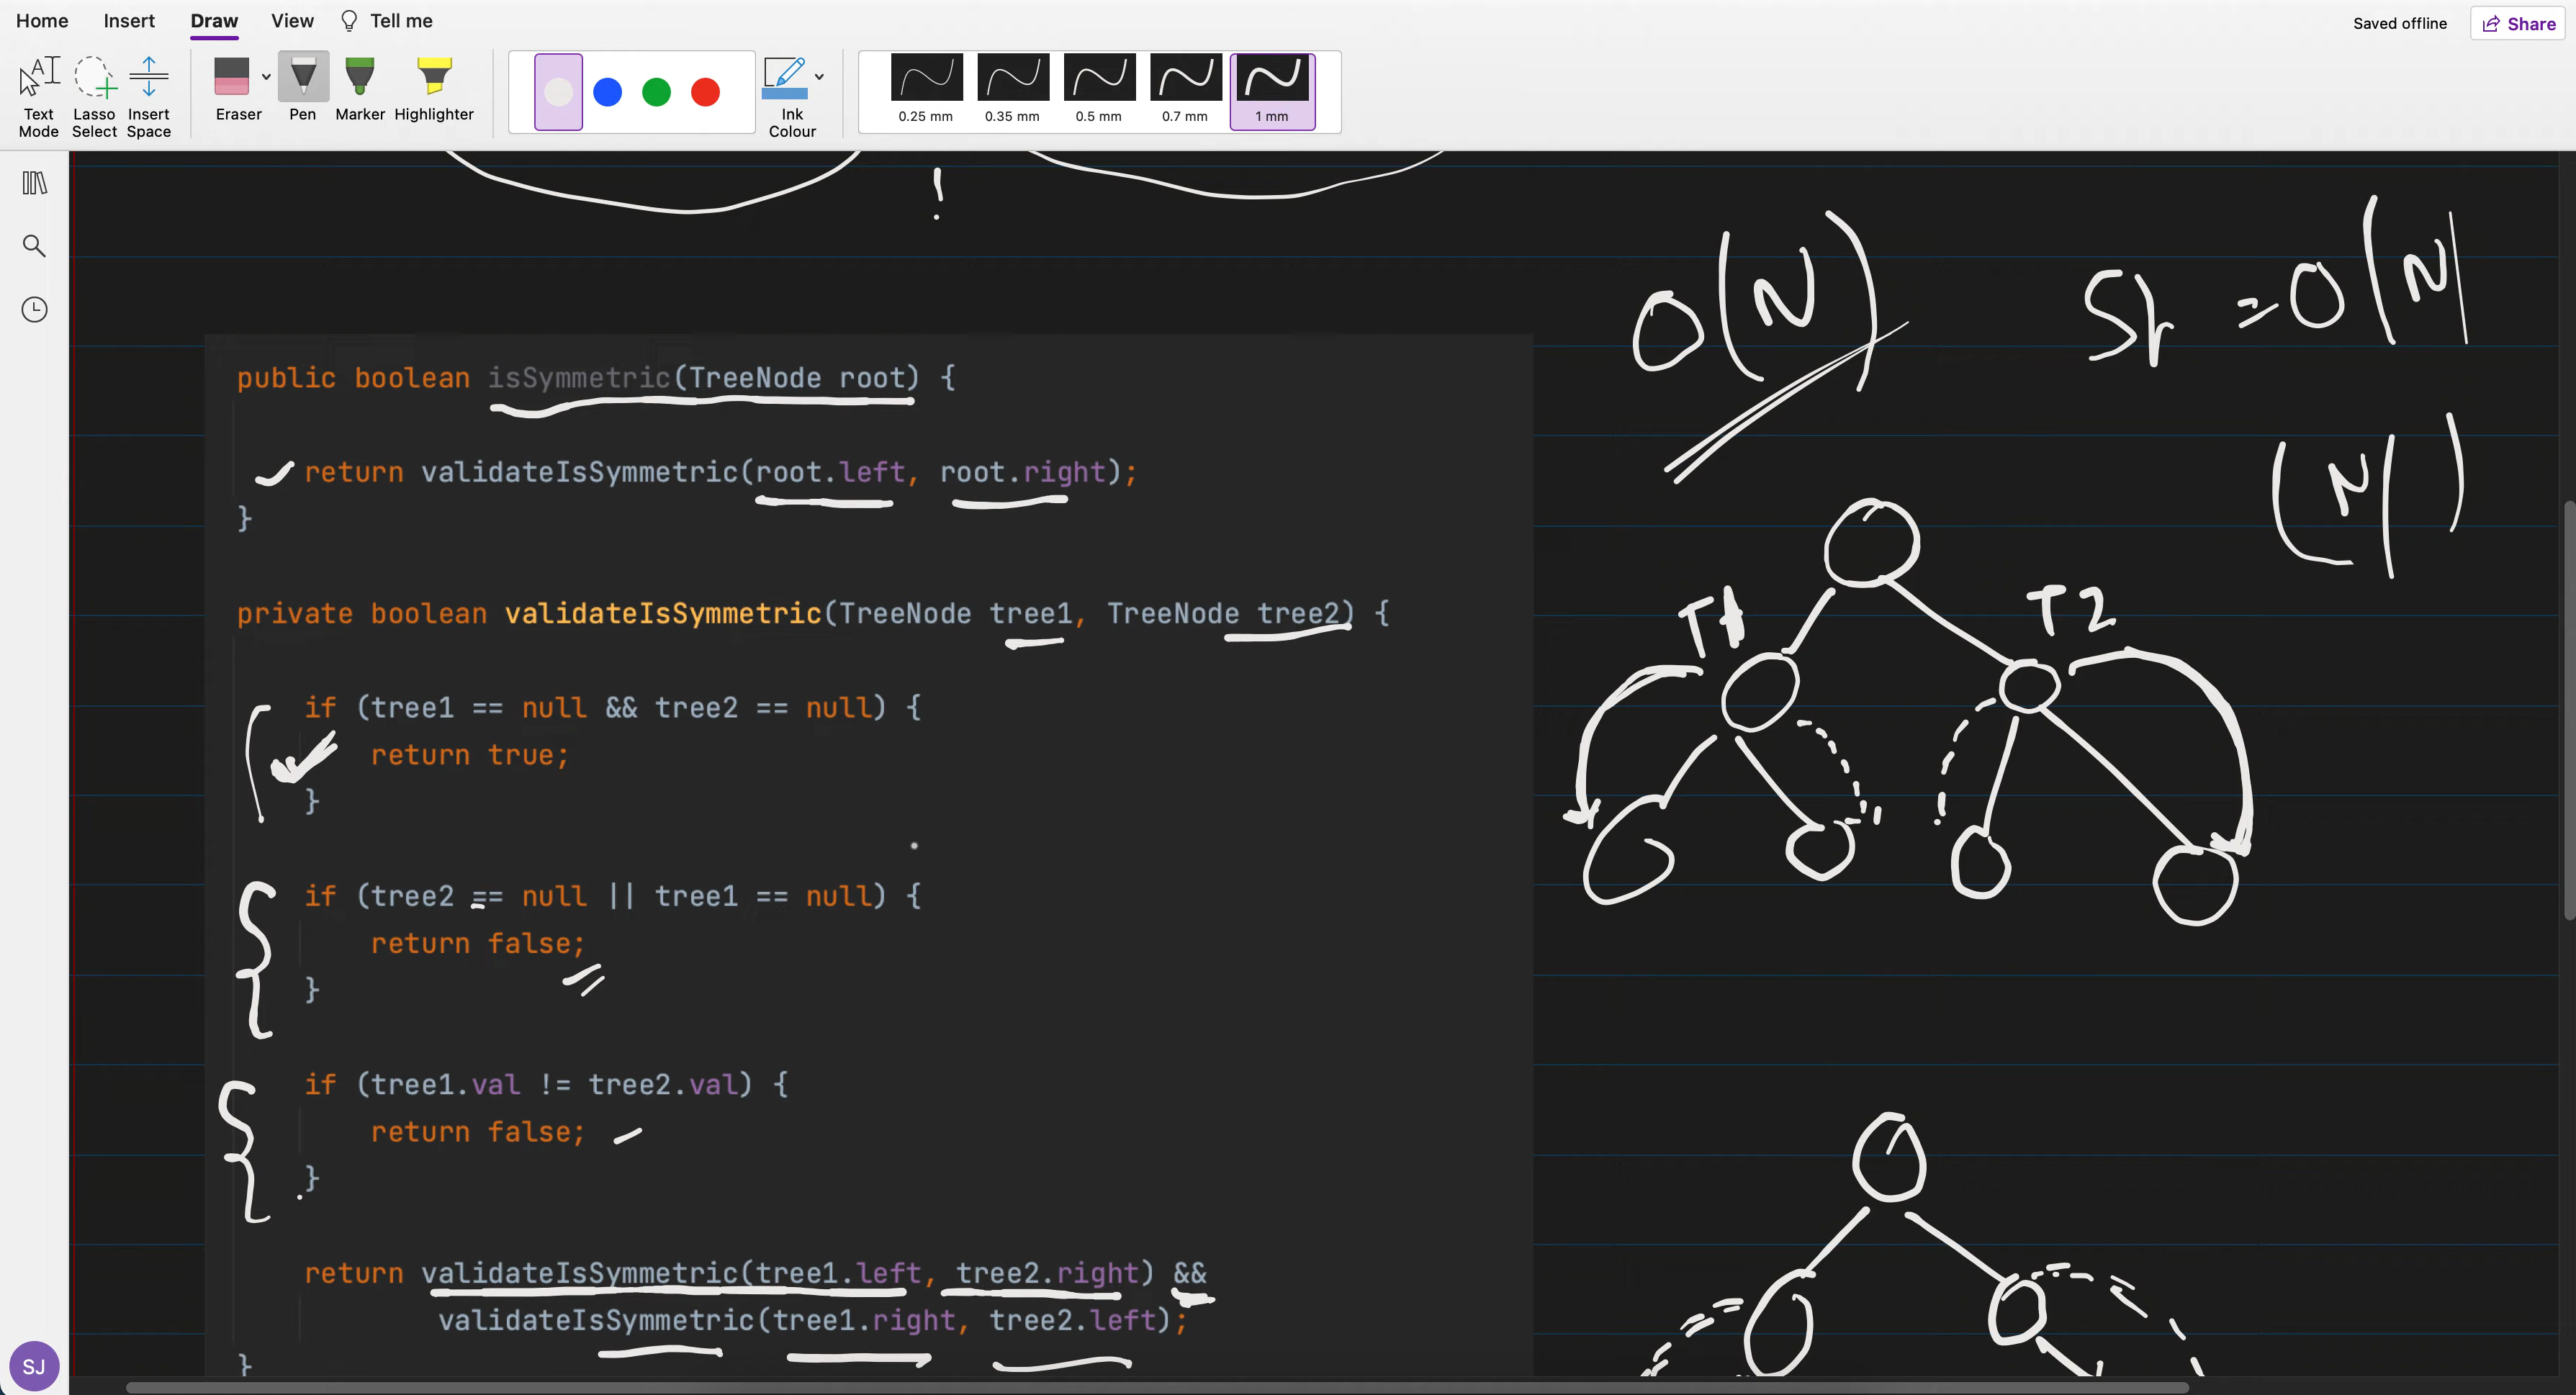 Home Insert Draw View Tell me Saved offline Share
Text Mode Lasso Select Insert Space Eraser Pen Marker Highlighter Ink Colour 0.25 mm 0.35 mm 0.5 mm 0.7 mm 1 mm
O(N)
= O(N)
(N)
public boolean isSymmetric(TreeNode root) {
return validateIsSymmetric(root.left, root.right);
}
private boolean validateIsSymmetric(TreeNode tree1, TreeNode tree2) {
T1 T2
if (tree1 == null && tree2 == null) {
return true;
}
if (tree2 == null || tree1 == null) {
return false;
}
if (tree1.val != tree2.val) {
return false;
}
return validateIsSymmetric(tree1.left, tree2.right) &&
validateIsSymmetric(tree1.right, tree2.left);
}
SJ